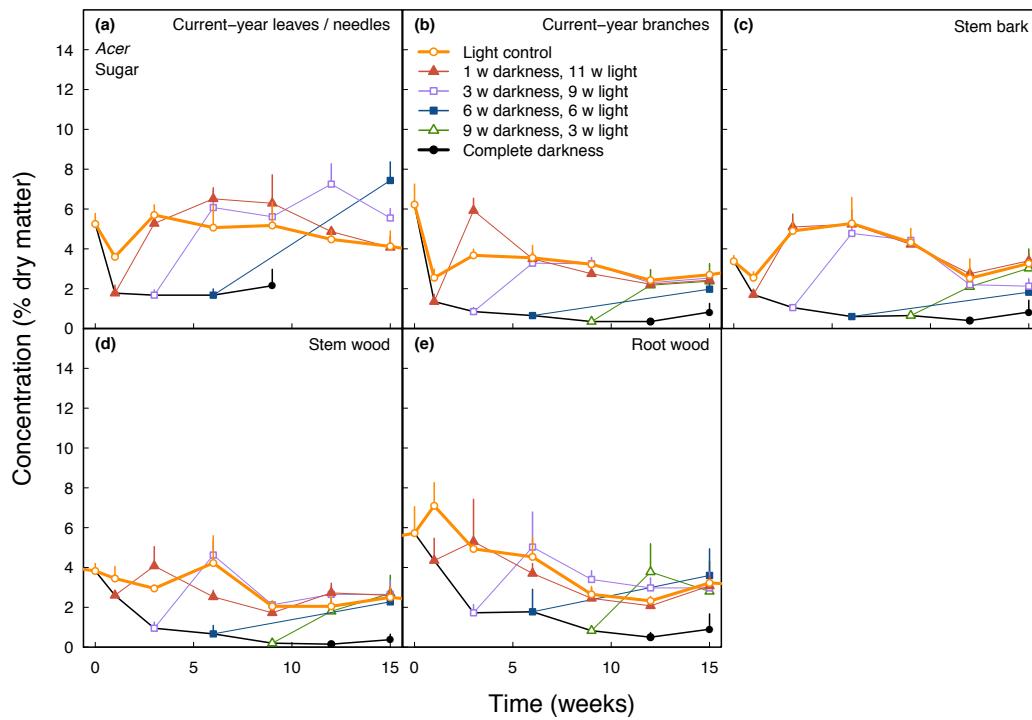 (a) Current−year leaves / needles
Acer
Sugar
(b) Current−year branches
Light control
1 w darkness, 11 w light
3 w darkness, 9 w light
6 w darkness, 6 w light
9 w darkness, 3 w light
Complete darkness
(c) Stem bark
14
12
10
8
6
4
2
0
(d) Stem wood
(e) Root wood
14
12
10
8
6
4
2
0
0 5 10 15
0 5 10 15
Concentration (% dry matter)
Time (weeks)